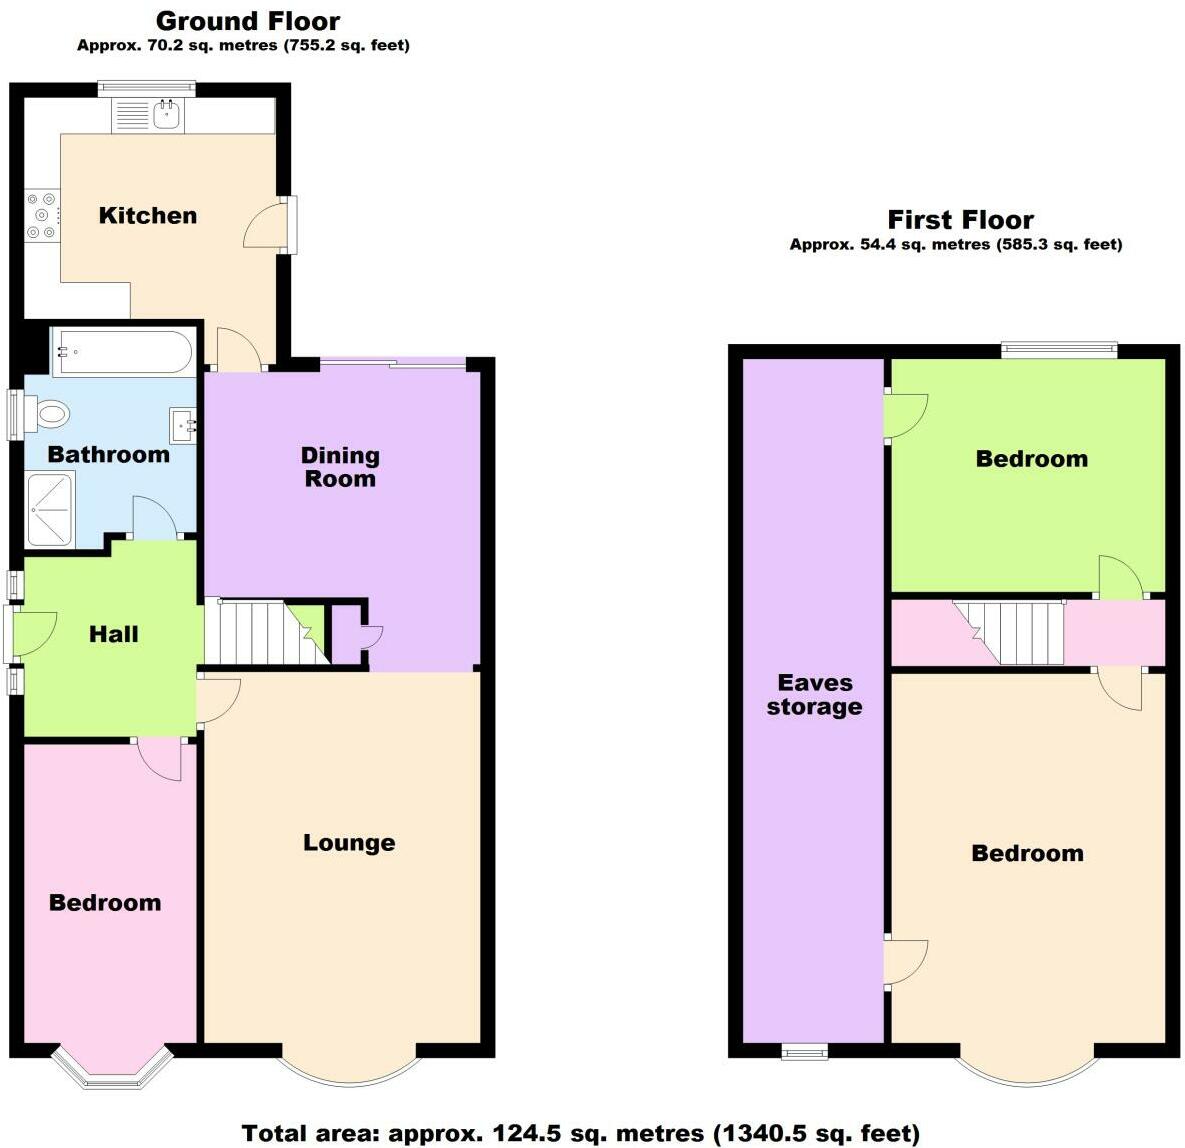 Ground Floor
Approx. 70.2 sq. metres (755.2 sq. feet)
Kitchen
Bathroom
Dining
Room
Hall
Lounge
Bedroom
First Floor
Approx. 54.4 sq. metres (585.3 sq. feet)
Bedroom
Eaves
storage
Bedroom
Total area: approx. 124.5 sq. metres (1340.5 sq. feet)